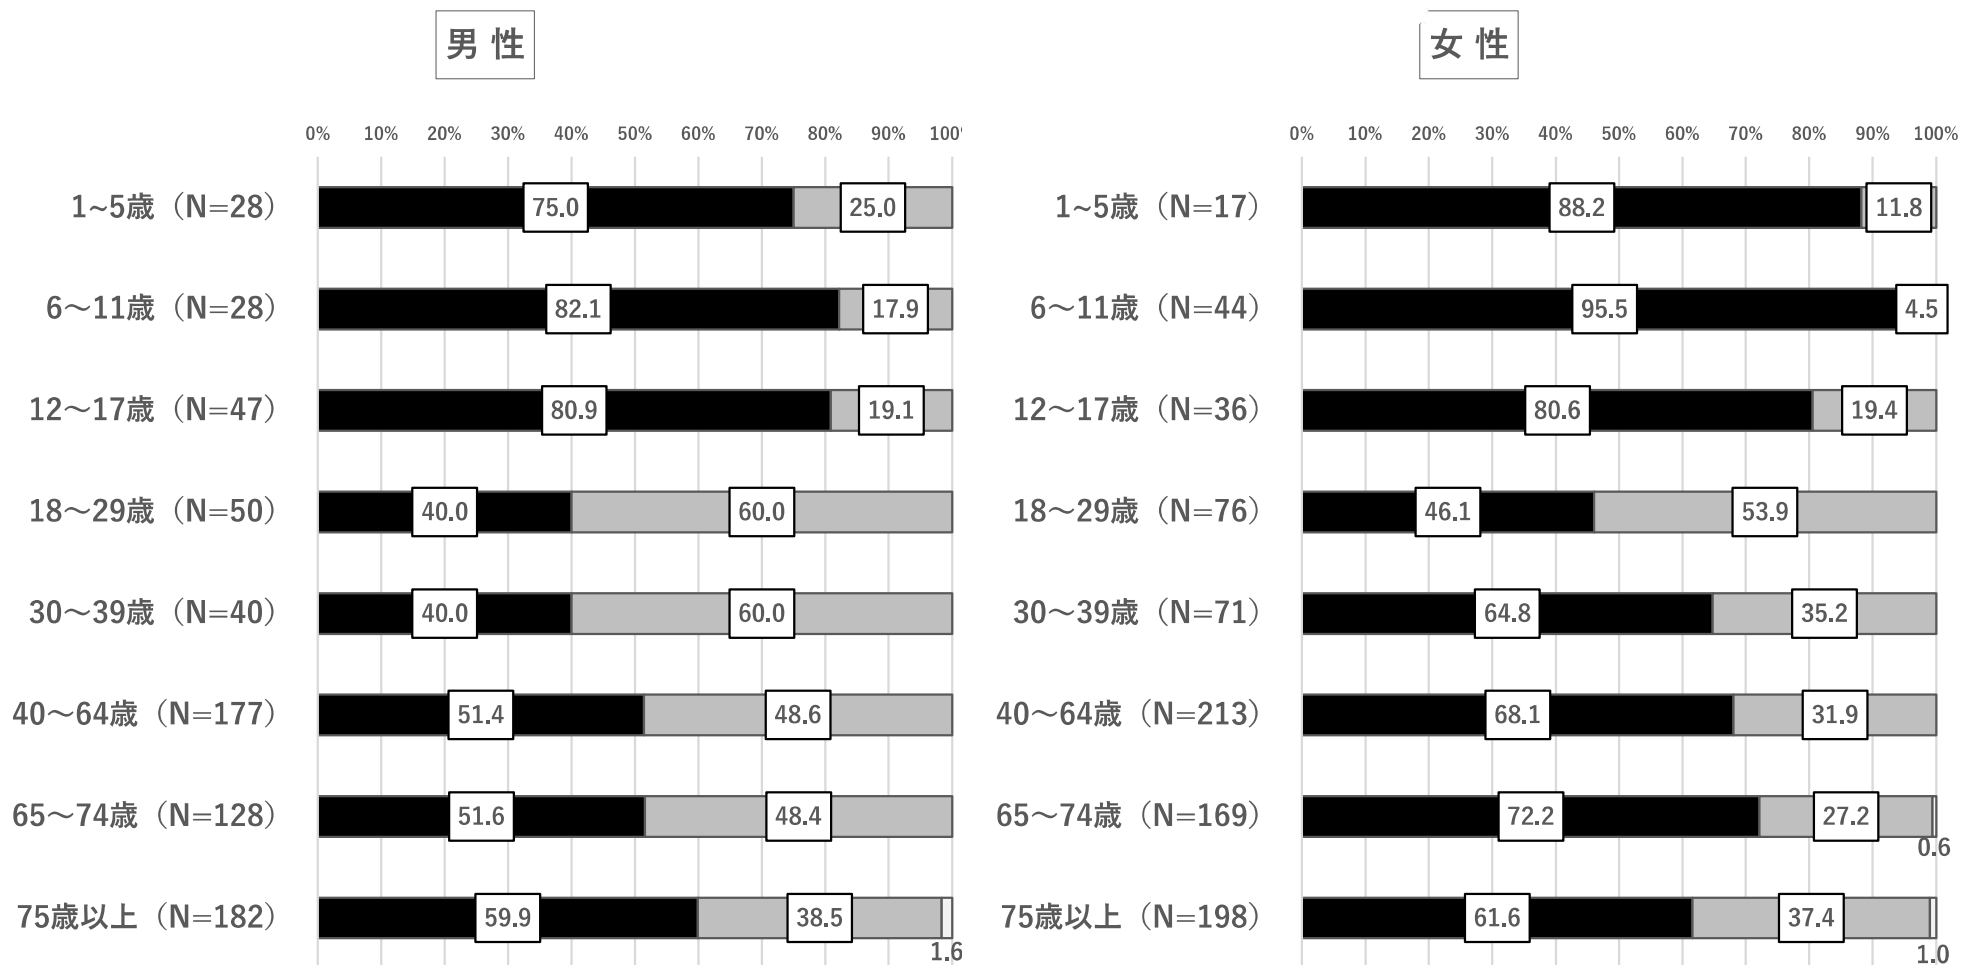 男 性
0% 10% 20% 30% 40% 50% 60% 70% 80% 90% 100%
1~5歳（N=28） 75.0 25.0
6～11歳（N=28） 82.1 17.9
12～17歳（N=47） 80.9 19.1
18～29歳（N=50） 40.0 60.0
30～39歳（N=40） 40.0 60.0
40～64歳（N=177） 51.4 48.6
65～74歳（N=128） 51.6 48.4
75歳以上（N=182） 59.9 38.5
1.6
女 性
0% 10% 20% 30% 40% 50% 60% 70% 80% 90% 100%
1~5歳（N=17） 88.2 11.8
6～11歳（N=44） 95.5 4.5
12～17歳（N=36） 80.6 19.4
18～29歳（N=76） 46.1 53.9
30～39歳（N=71） 64.8 35.2
40～64歳（N=213） 68.1 31.9
65～74歳（N=169） 72.2 27.2
0.6
75歳以上（N=198） 61.6 37.4
1.0